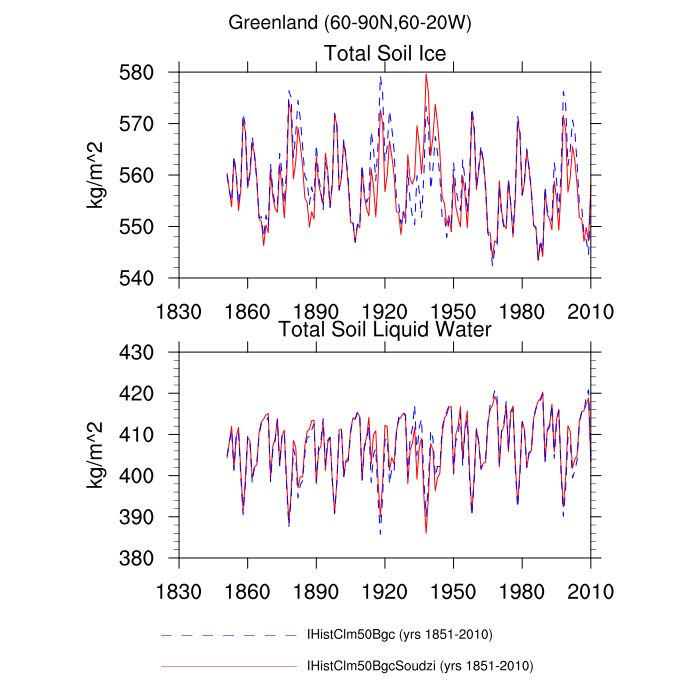 Greenland (60-90N,60-20W)
Total Soil Ice
580
570
560
550
540
kg/m^2
1830 1860 1890 1920 1950 1980 2010
Total Soil Liquid Water
430
420
410
400
390
380
kg/m^2
1830 1860 1890 1920 1950 1980 2010
IHistClm50Bgc (yrs 1851-2010)
IHistClm50BgcSoudzi (yrs 1851-2010)